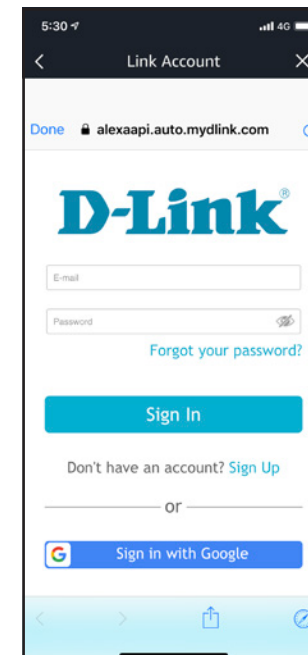 5:30 4G
Link Account
Done alexaapi.auto.mydlink.com
D-Link®
E-mail
Password
Forgot your password?
Sign In
Don't have an account? Sign Up
or
G Sign in with Google